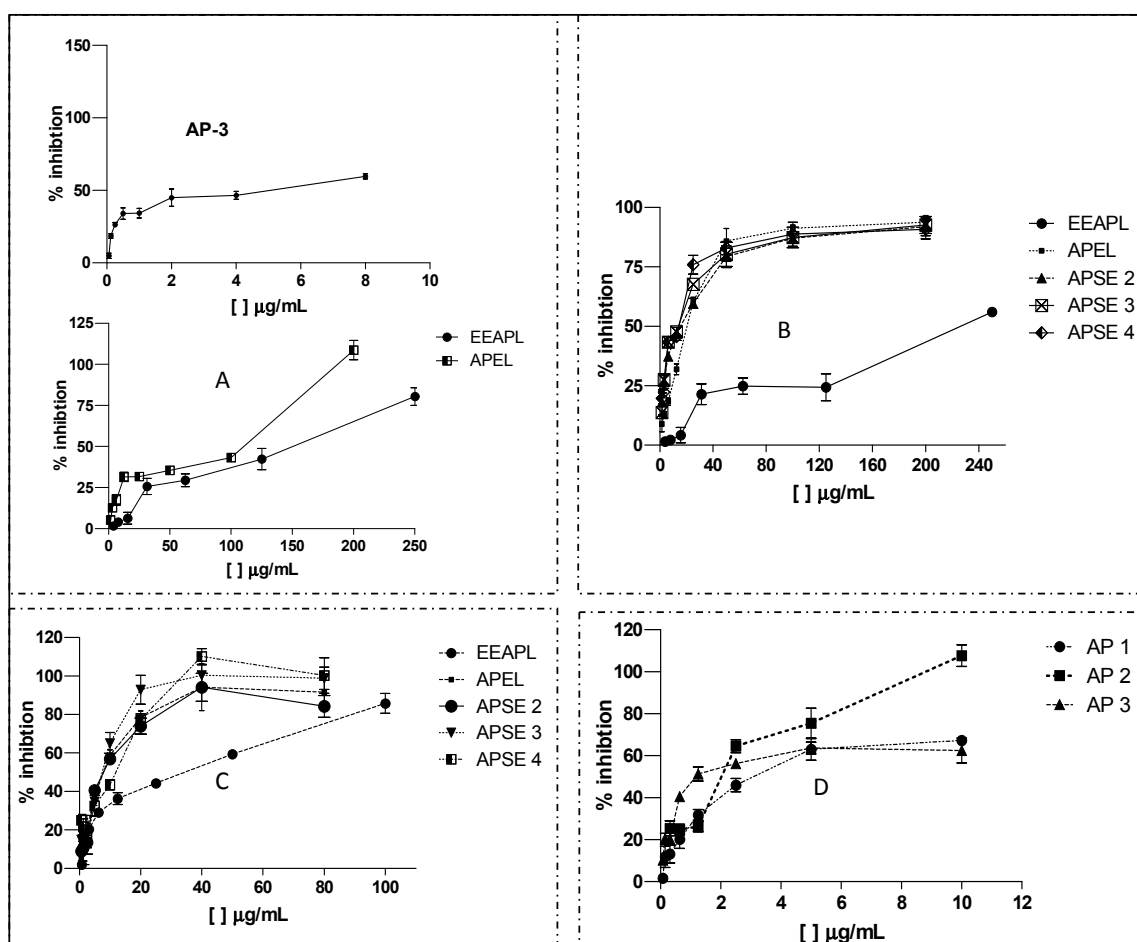 150
100
50
0
% inhibtion
AP-3
0 2 4 6 8 10
[ ] µg/mL
125
100
75
50
25
0
% inhibtion
A
EEAPL
APEL
0 50 100 150 200 250
[ ] µg/mL
100
75
50
25
0
% inhibtion
B
EEAPL
APEL
APSE 2
APSE 3
APSE 4
0 40 80 120 160 200 240
[ ] µg/mL
120
100
80
60
40
20
0
% inhibtion
C
EEAPL
APEL
APSE 2
APSE 3
APSE 4
0 20 40 60 80 100
[ ] µg/mL
120
100
80
60
40
20
0
% inhibtion
D
AP 1
AP 2
AP 3
0 2 4 6 8 10 12
[ ] µg/mL